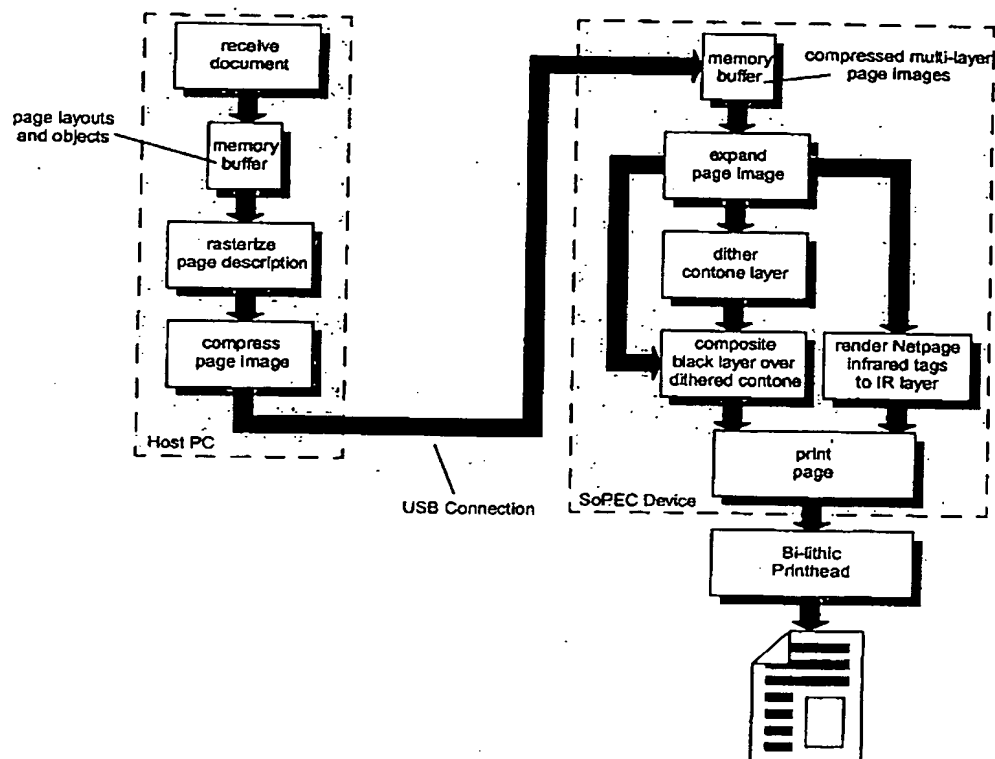 receive
document
page layouts
and objects
memory
buffer
rasterize
page description
compress
page image
Host PC
USB Connection
memory
buffer
compressed multi-layer
page images
expand
page image
dither
contone layer
composite
black layer over
dithered contone
render Netpage
infrared tags
to IR layer
print
page
SoPEC Device
Bi-lithic
Printhead